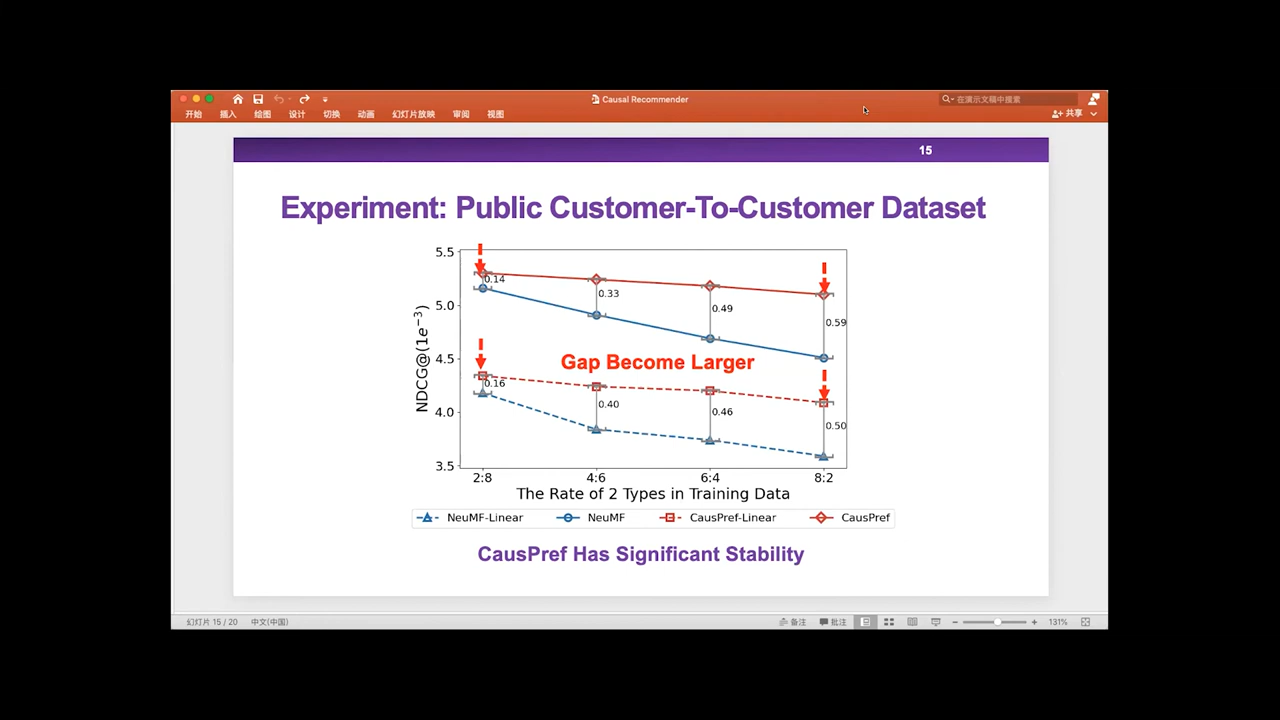 Causal Recommender
在演示文稿中搜索
开始 插入 绘图 设计 切换 动画 幻灯片放映 审阅 视图
共享
15
Experiment: Public Customer-To-Customer Dataset
5.5
5.0
4.5
4.0
3.5
NDCG@(1e⁻³)
0.14
0.33
0.49
0.59
Gap Become Larger
0.16
0.40
0.46
0.50
2:8 4:6 6:4 8:2
The Rate of 2 Types in Training Data
NeuMF-Linear NeuMF CausPref-Linear CausPref
CausPref Has Significant Stability
幻灯片 15 / 20 中文(中国) 备注 批注 131%